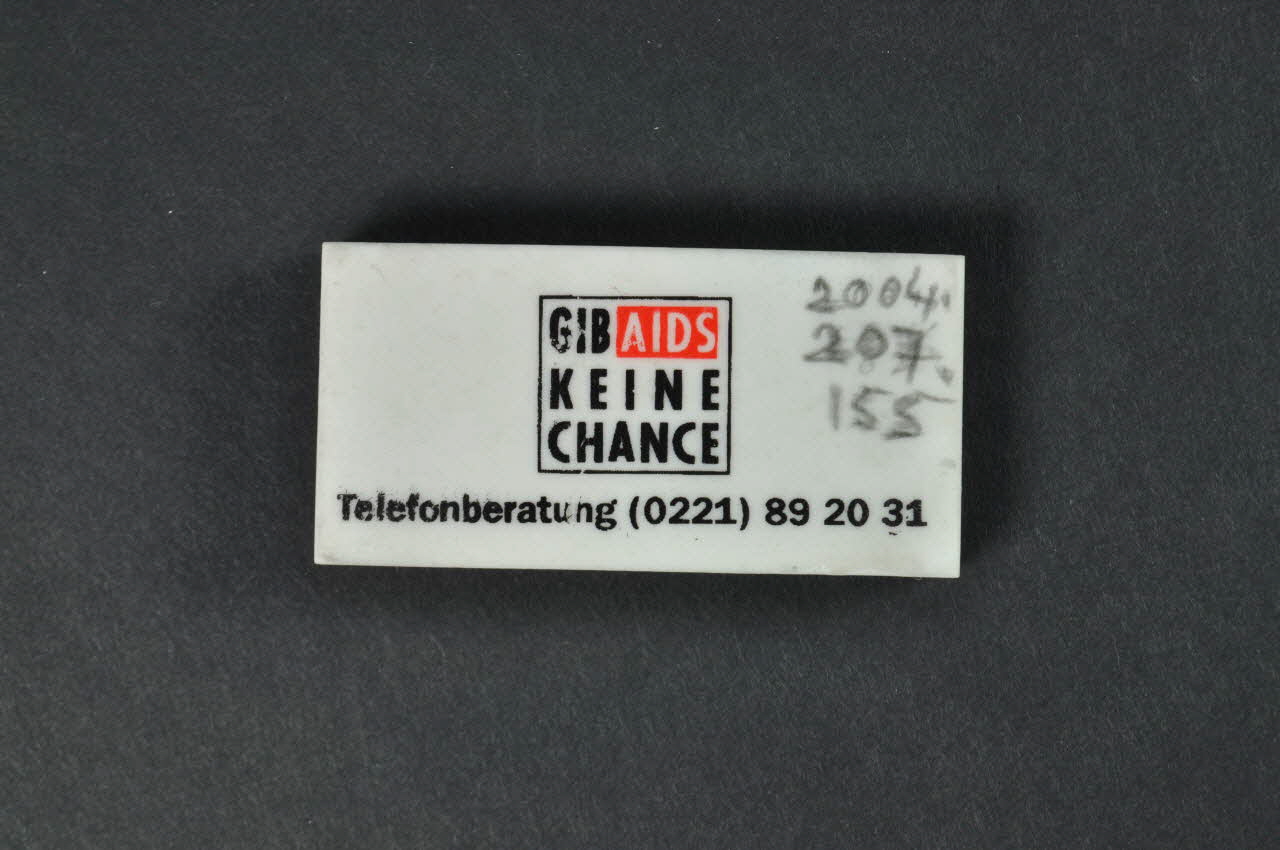 GIB AIDS
KEINE
CHANCE
Telefonberatung (0221) 89 20 31
2004.
207.
155